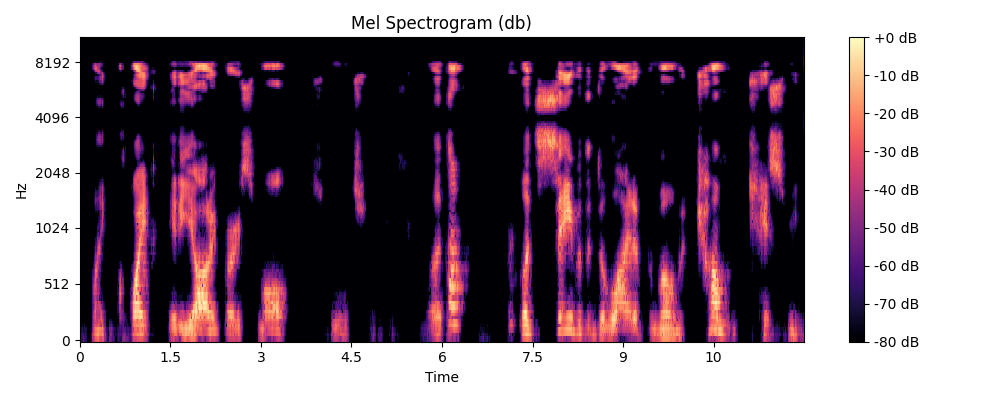 Mel Spectrogram (db)
8192
4096
2048
1024
512
0
Hz
0 1.5 3 4.5 6 7.5 9 10
Time
+0 dB
-10 dB
-20 dB
-30 dB
-40 dB
-50 dB
-60 dB
-70 dB
-80 dB